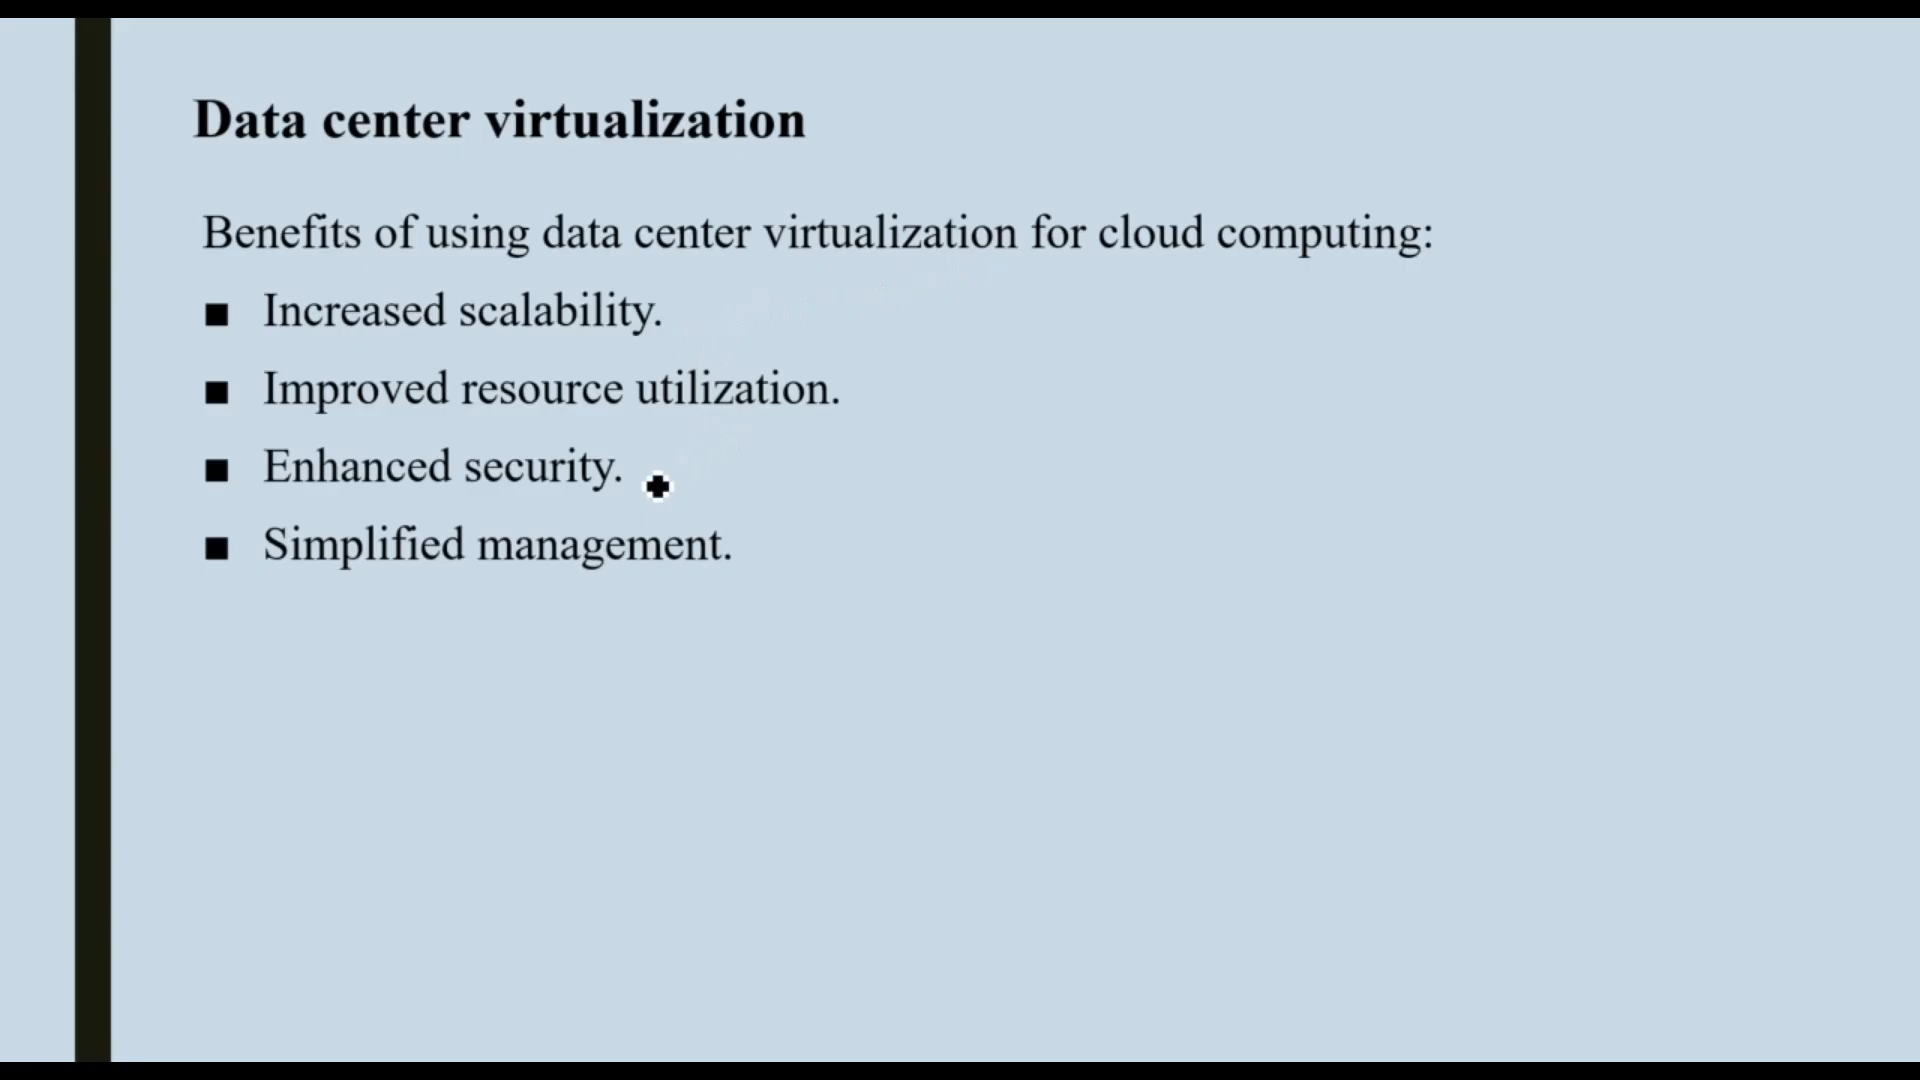 Data center virtualization
Benefits of using data center virtualization for cloud computing:
■ Increased scalability.
■ Improved resource utilization.
■ Enhanced security.
■ Simplified management.